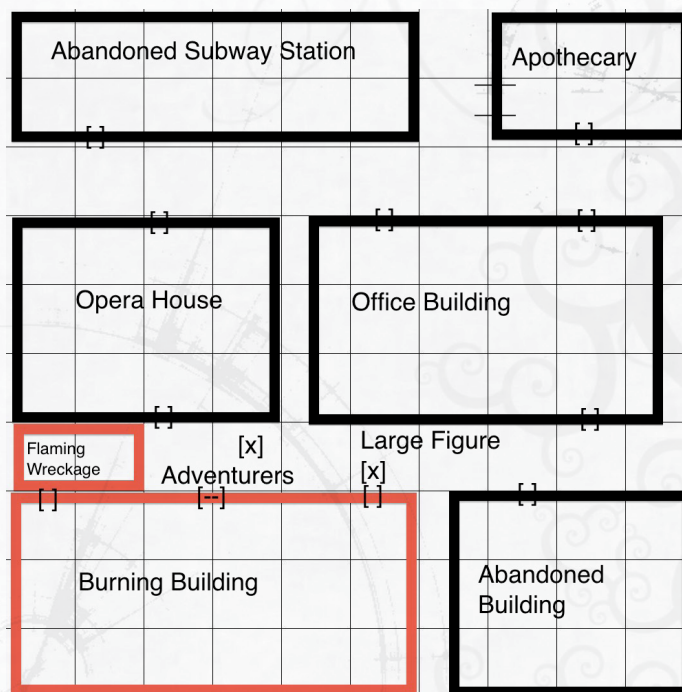 Abandoned Subway Station
Apothecary
[ ]
[ ]
[ ]
[ ]
[ ]
Opera House
Office Building
[ ]
[ ]
Flaming
Wreckage
[x]
Large Figure
Adventurers
[x]
[ ]
[--]
[ ]
[ ]
Burning Building
Abandoned
Building